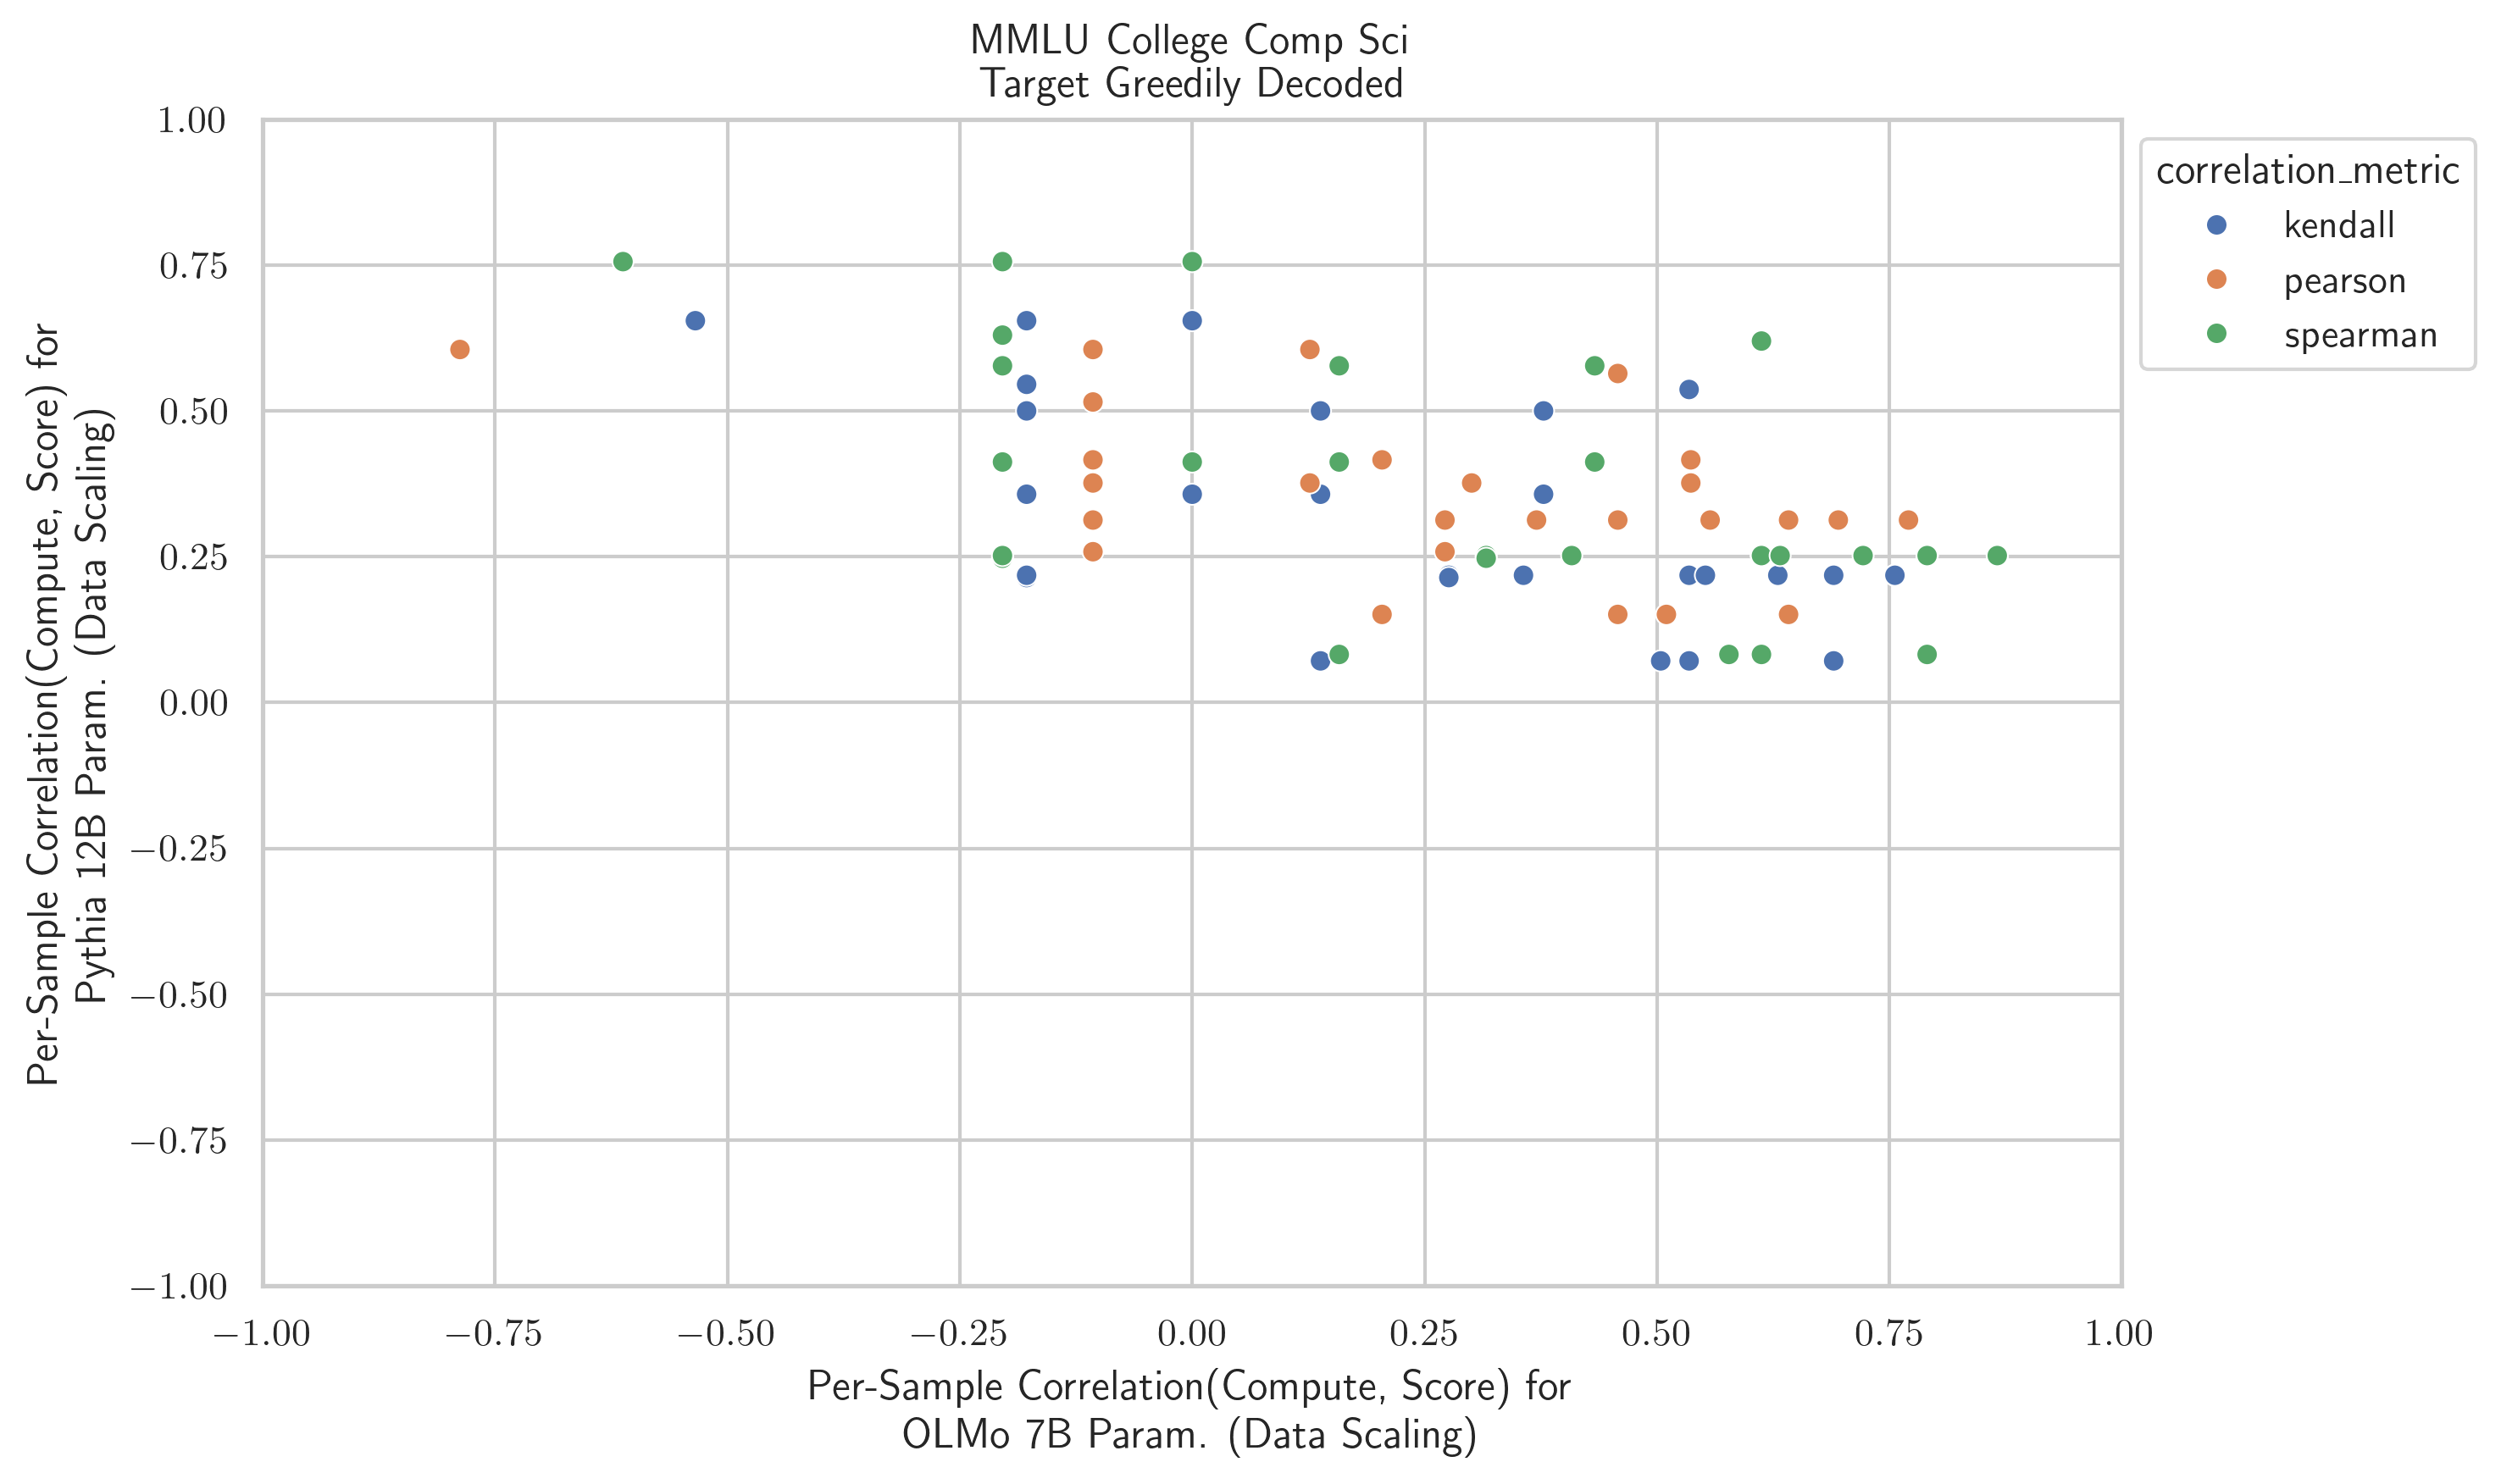 MMLU College Comp Sci
Target Greedily Decoded
1.00
0.75
0.50
0.25
0.00
−0.25
−0.50
−0.75
−1.00
Per-Sample Correlation(Compute, Score) for
Pythia 12B Param. (Data Scaling)
correlation_metric
kendall
pearson
spearman
−1.00 −0.75 −0.50 −0.25 0.00 0.25 0.50 0.75 1.00
Per-Sample Correlation(Compute, Score) for
OLMo 7B Param. (Data Scaling)